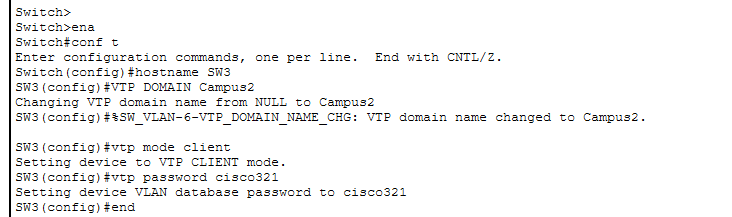 Switch>
Switch>ena
Switch#conf t
Enter configuration commands, one per line.  End with CNTL/Z.
Switch(config)#hostname SW3
SW3(config)#VTP DOMAIN Campus2
Changing VTP domain name from NULL to Campus2
SW3(config)#%SW_VLAN-6-VTP_DOMAIN_NAME_CHG: VTP domain name changed to Campus2.
SW3(config)#vtp mode client
Setting device to VTP CLIENT mode.
SW3(config)#vtp password cisco321
Setting device VLAN database password to cisco321
SW3(config)#end